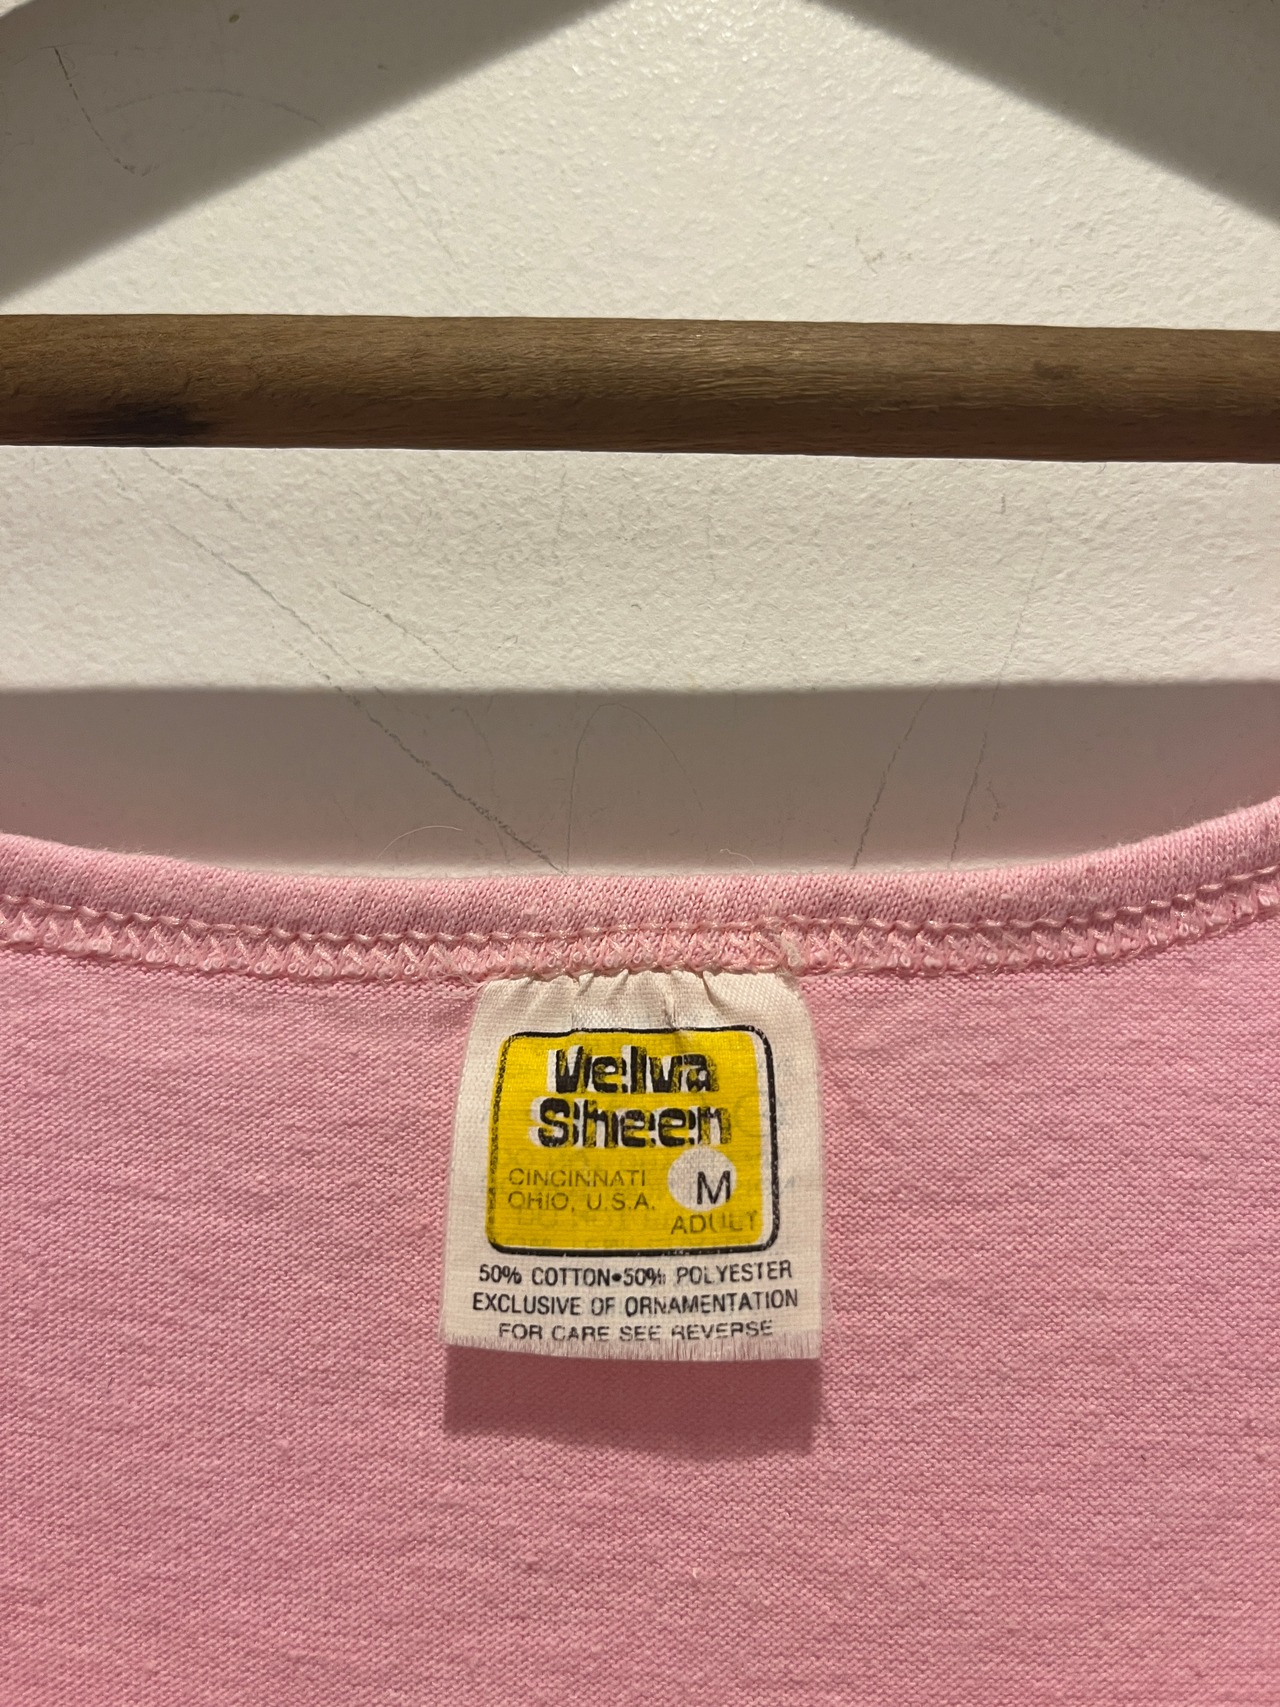 Velva
Sheen
CINCINNATI
OHIO, U.S.A.
M
ADULT
50% COTTON•50% POLYESTER
EXCLUSIVE OF ORNAMENTATION
FOR CARE SEE REVERSE